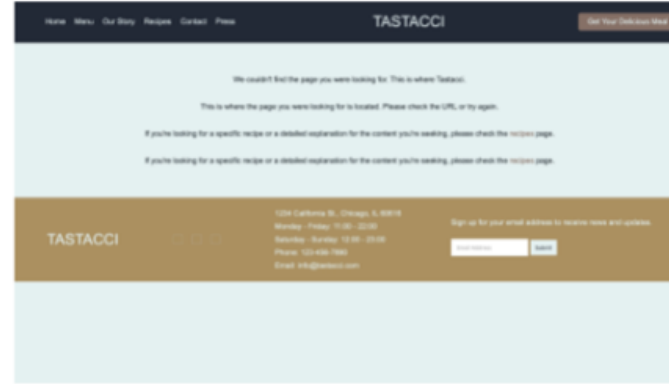 Home Menu Our Story Recipes Contact Press
TASTACCI
Get Your Delicious Meal
We couldn't find the page you were looking for. This is where Tastacci.
This is where the page you were looking for is located. Please check the URL, or try again.
If you're looking for a specific recipe or a detailed explanation for the content you're seeking, please check the recipes page.
If you're looking for a specific recipe or a detailed explanation for the content you're seeking, please check the recipes page.
TASTACCI
1234 California St., Chicago, IL
Monday - Friday: 11:00 - 22:00
Saturday - Sunday: 12:00 - 23:00
Phone: 123-456-7890
Email: info@tastacci.com
Sign up for your email address to receive news and updates.
Submit